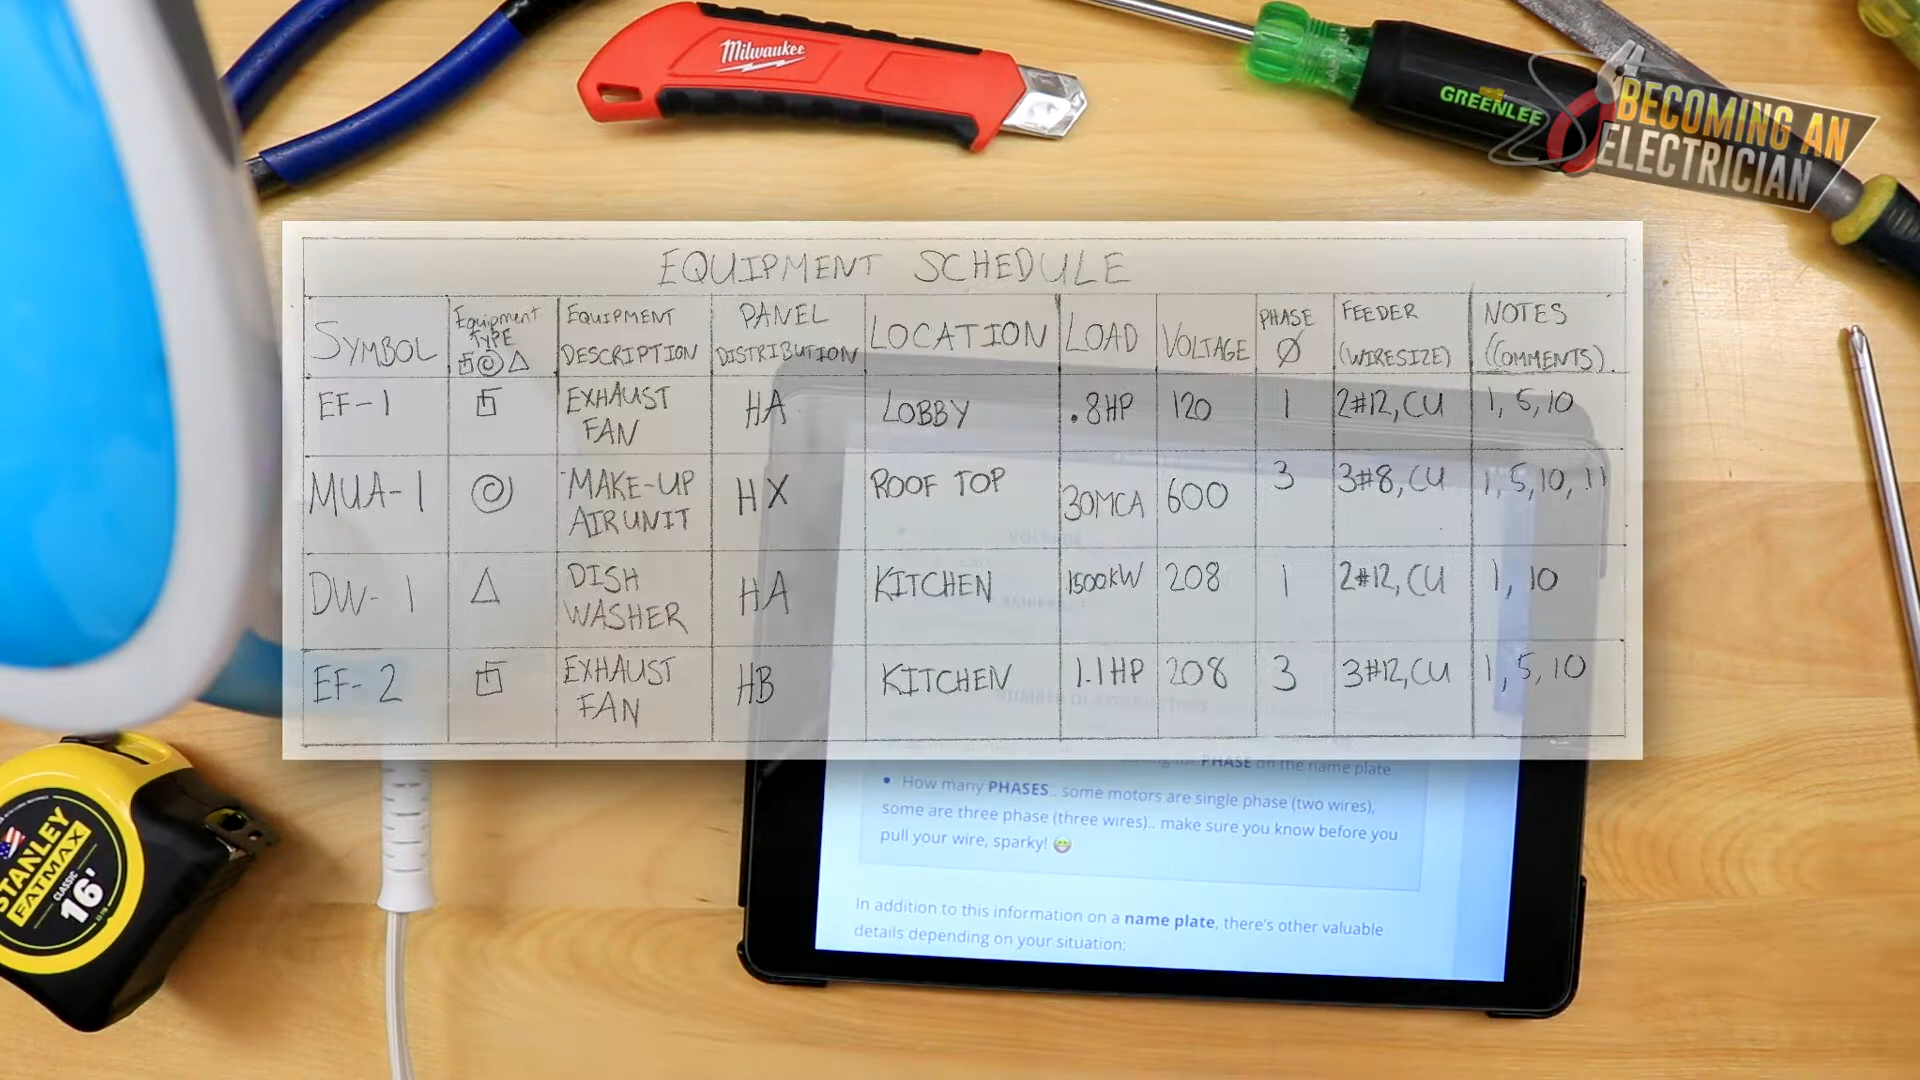 Milwaukee
GREENLEE
BECOMING AN
ELECTRICIAN
EQUIPMENT SCHEDULE
SYMBOL
Equipment
TYPE
EQUIPMENT
DESCRIPTION
PANEL
DISTRIBUTION
LOCATION
LOAD
VOLTAGE
PHASE
Ø
FEEDER
(WIRESIZE)
NOTES
(COMMENTS).
EF-1
EXHAUST
FAN
HA
LOBBY
.8HP
120
1
2#12, CU
1, 5, 10
MUA-1
MAKE-UP
AIR UNIT
HX
ROOF TOP
30MCA
600
3
3#8, CU
1, 5, 10, 11
DW-1
DISH
WASHER
HA
KITCHEN
1500kW
208
1
2#12, CU
1, 10
EF-2
EXHAUST
FAN
HB
KITCHEN
1.1HP
208
3
3#12, CU
1, 5, 10
for PHASE on the name plate
• How many PHASES.. some motors are single phase (two wires),
some are three phase (three wires).. make sure you know before you
pull your wire, sparky!
In addition to this information on a name plate, there's other valuable
details depending on your situation:
STANLEY
FATMAX
CLASSIC
16'